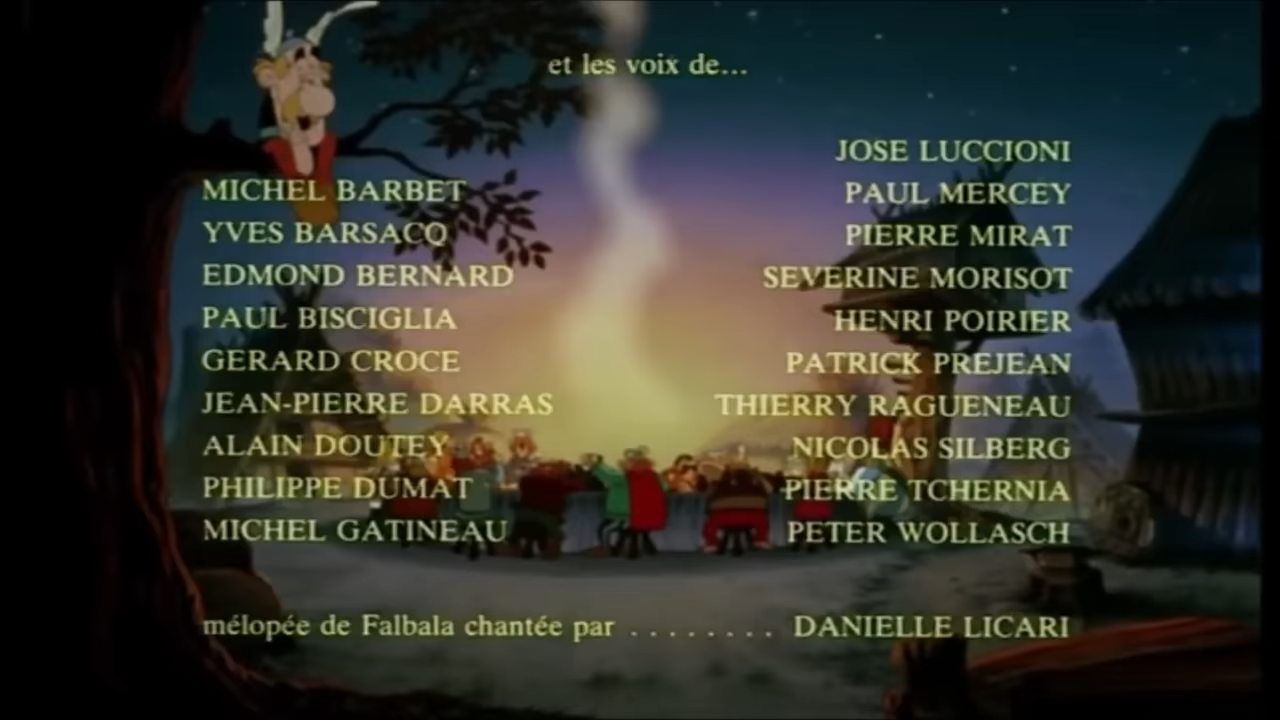 et les voix de...
MICHEL BARBET
YVES BARSACQ
EDMOND BERNARD
PAUL BISCIGLIA
GERARD CROCE
JEAN-PIERRE DARRAS
ALAIN DOUTEY
PHILIPPE DUMAT
MICHEL GATINEAU
JOSE LUCCIONI
PAUL MERCEY
PIERRE MIRAT
SEVERINE MORISOT
HENRI POIRIER
PATRICK PREJEAN
THIERRY RAGUENEAU
NICOLAS SILBERG
PIERRE TCHERNIA
PETER WOLLASCH
mélopée de Falbala chantée par ........ DANIELLE LICARI